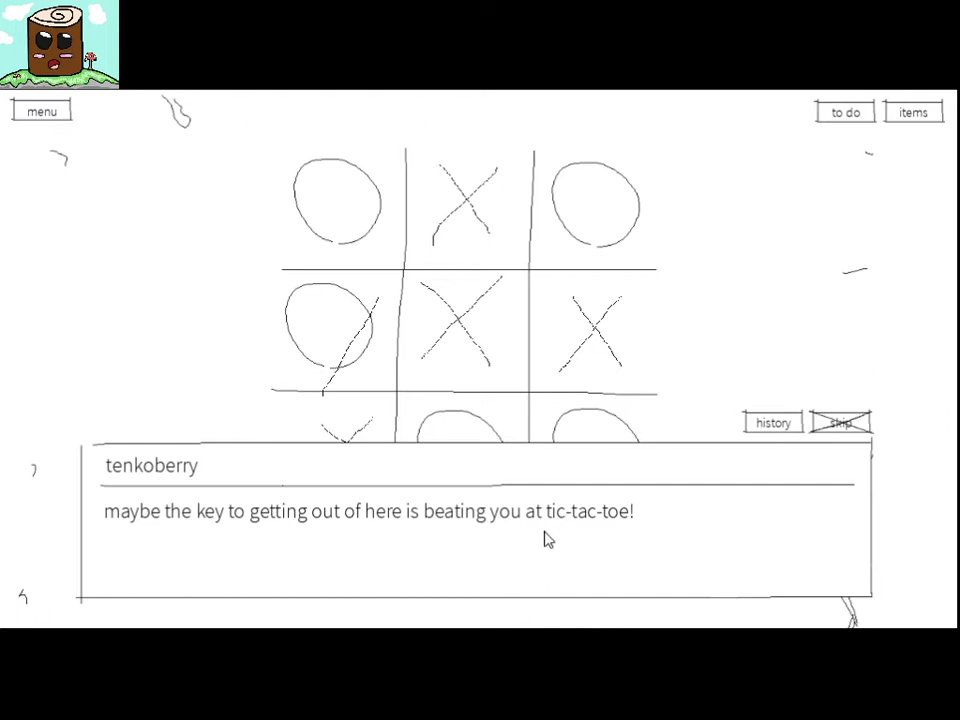 menu
to do
items
history
skip
tenkoberry
maybe the key to getting out of here is beating you at tic-tac-toe!